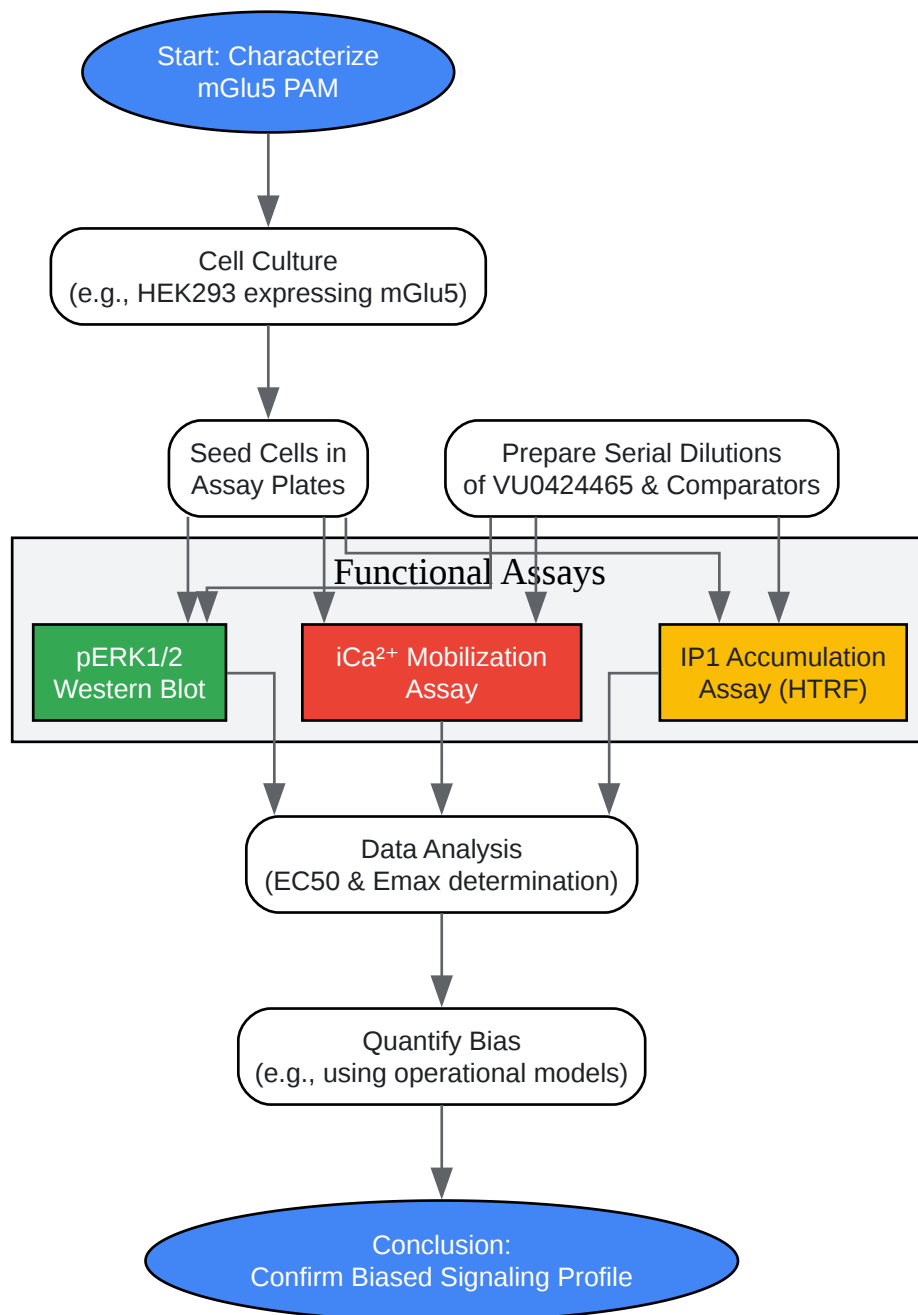 Start: Characterize
mGlu5 PAM
Cell Culture
(e.g., HEK293 expressing mGlu5)
Seed Cells in
Assay Plates
Prepare Serial Dilutions
of VU0424465 & Comparators
Functional Assays
pERK1/2
Western Blot
iCa²⁺ Mobilization
Assay
IP1 Accumulation
Assay (HTRF)
Data Analysis
(EC50 & Emax determination)
Quantify Bias
(e.g., using operational models)
Conclusion:
Confirm Biased Signaling Profile